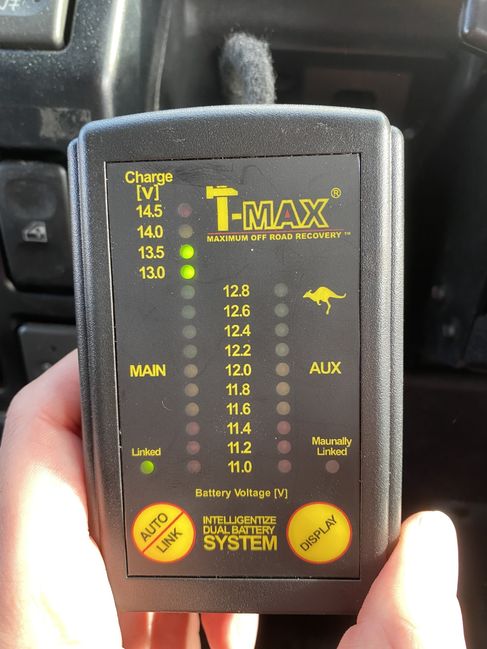 Charge
[V]
14.5
14.0
13.5
13.0
T-MAX®
MAXIMUM OFF ROAD RECOVERY ™
12.8
12.6
12.4
12.2
MAIN 12.0 AUX
11.8
11.6
11.4
11.2
11.0
Linked
Maunally
Linked
Battery Voltage [V]
AUTO
LINK
INTELLIGENTIZE
DUAL BATTERY
SYSTEM
DISPLAY